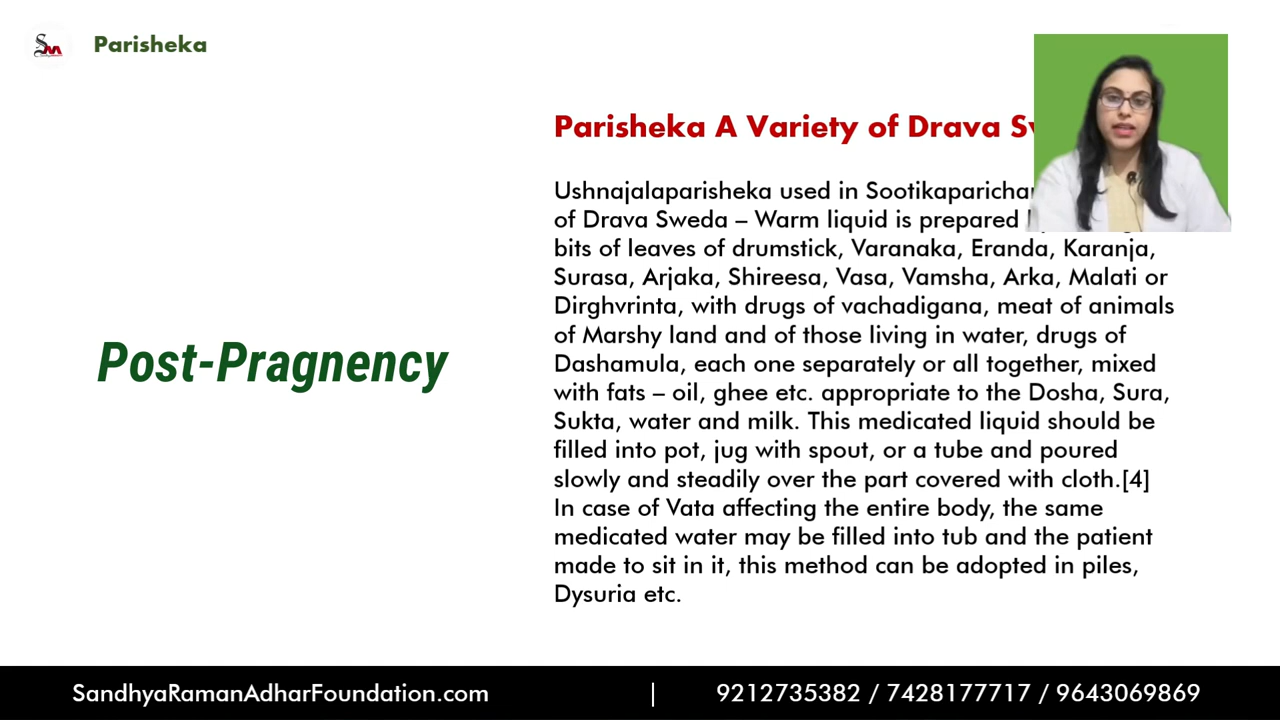 SM
Parisheka
Parisheka A Variety of Drava
Ushnajalaparisheka used in
of Drava Sweda – Warm liquid is prepared
bits of leaves of drumstick, Varanaka, Eranda, Karanja,
Surasa, Arjaka, Shireesa, Vasa, Vamsha, Arka, Malati or
Dirghvrinta, with drugs of vachadigana, meat of animals
of Marshy land and of those living in water, drugs of
Dashamula, each one separately or all together, mixed
with fats – oil, ghee etc. appropriate to the Dosha, Sura,
Sukta, water and milk. This medicated liquid should be
filled into pot, jug with spout, or a tube and poured
slowly and steadily over the part covered with cloth.[4]
In case of Vata affecting the entire body, the same
medicated water may be filled into tub and the patient
made to sit in it, this method can be adopted in piles,
Dysuria etc.
Post-Pragnency
SandhyaRamanAdharFoundation.com | 9212735382 / 7428177717 / 9643069869